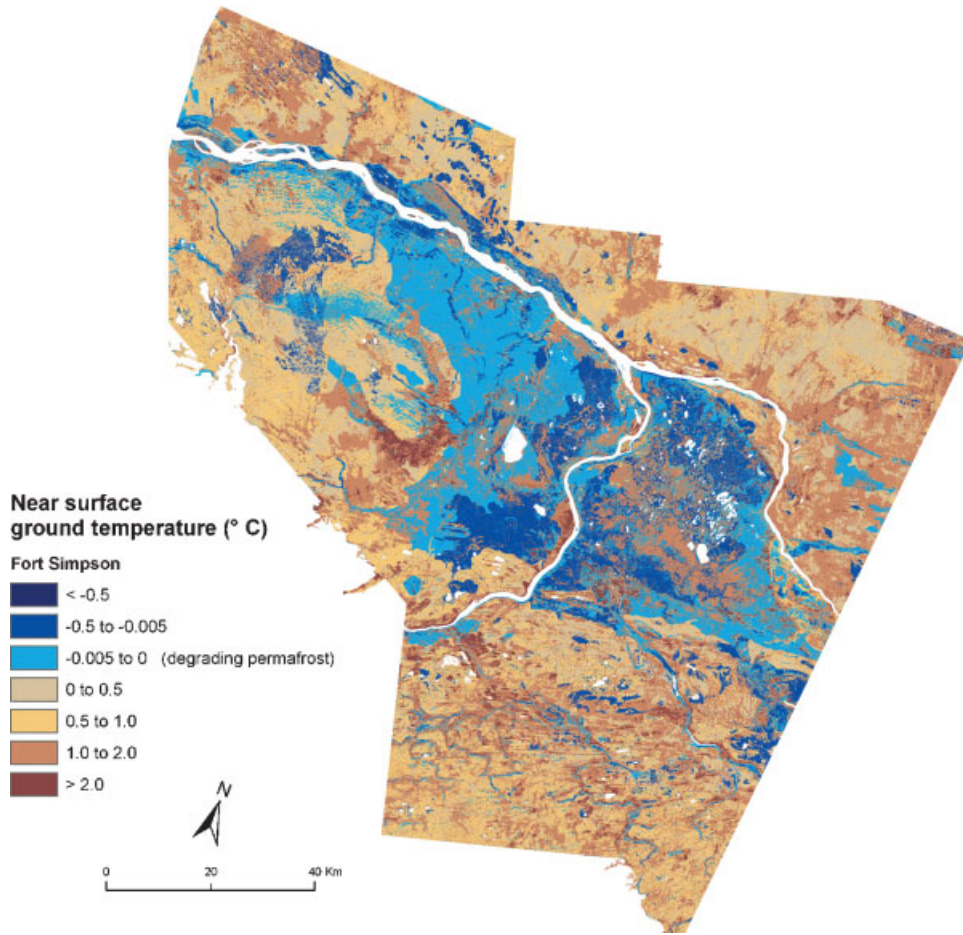 Near surface
ground temperature (° C)
Fort Simpson
< -0.5
-0.5 to -0.005
-0.005 to 0 (degrading permafrost)
0 to 0.5
0.5 to 1.0
1.0 to 2.0
> 2.0
N
0 20 40 Km